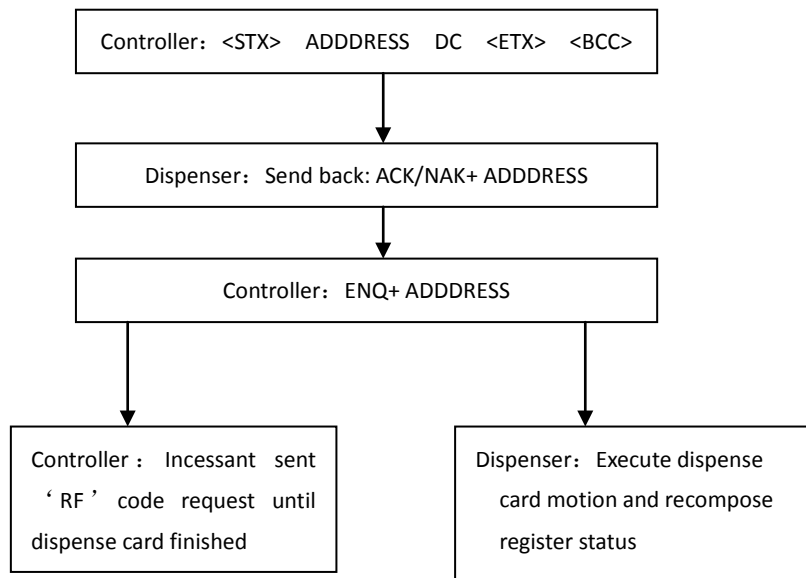 Controller：<STX> ADDDRESS DC <ETX> <BCC>
Dispenser：Send back: ACK/NAK+ ADDDRESS
Controller：ENQ+ ADDDRESS
Controller： Incessant sent
‘RF’ code request until
dispense card finished
Dispenser：Execute dispense
card motion and recompose
register status